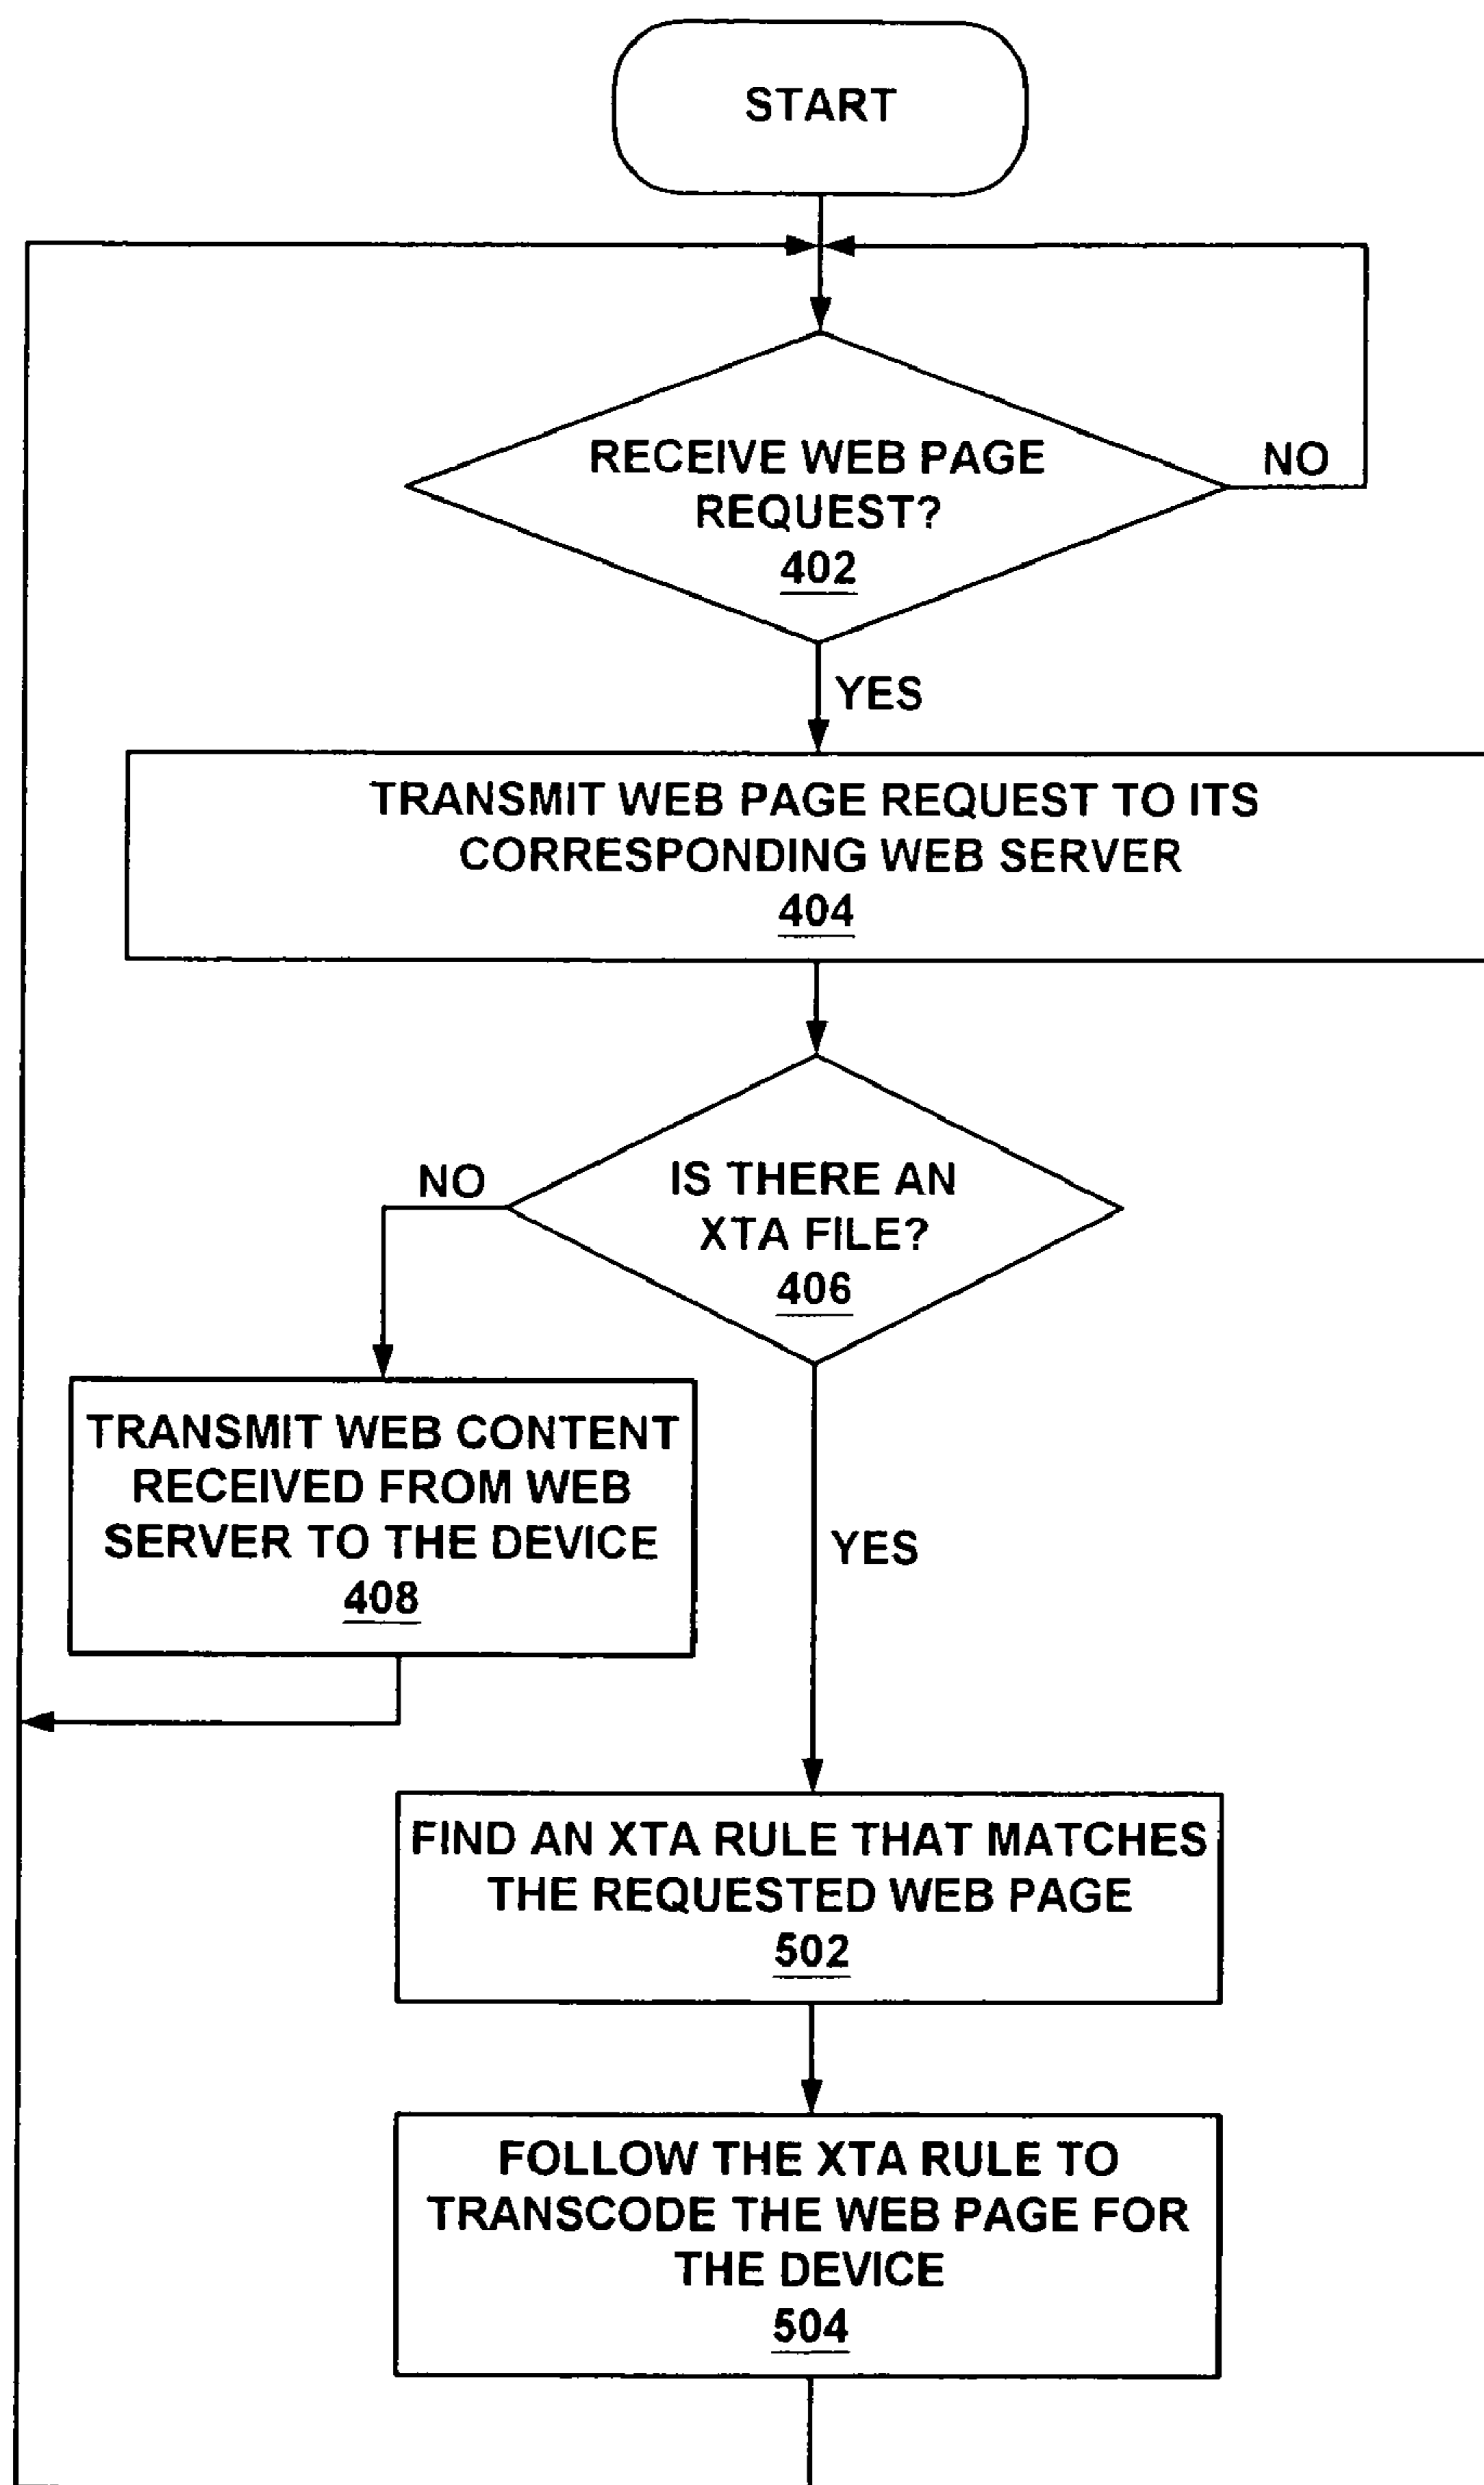 START
RECEIVE WEB PAGE
REQUEST?
402
NO
YES
TRANSMIT WEB PAGE REQUEST TO ITS
CORRESPONDING WEB SERVER
404
IS THERE AN
XTA FILE?
406
NO
TRANSMIT WEB CONTENT
RECEIVED FROM WEB
SERVER TO THE DEVICE
408
YES
FIND AN XTA RULE THAT MATCHES
THE REQUESTED WEB PAGE
502
FOLLOW THE XTA RULE TO
TRANSCODE THE WEB PAGE FOR
THE DEVICE
504